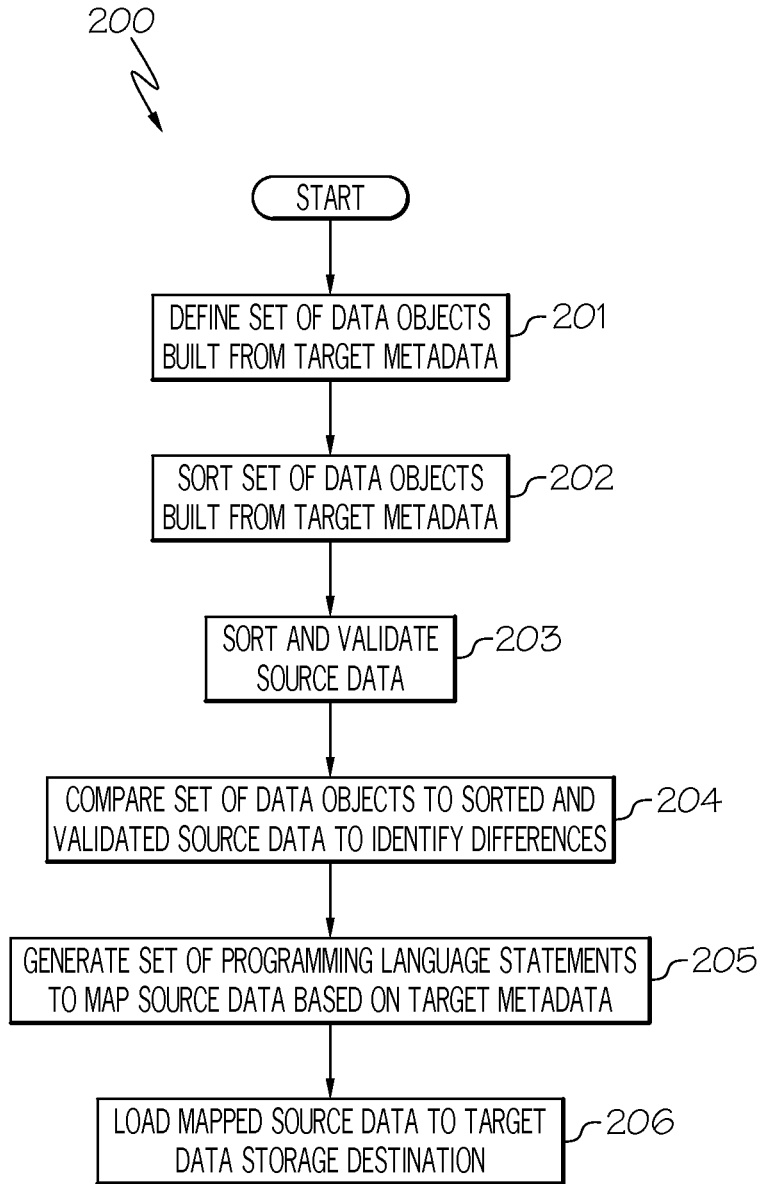 200
START
DEFINE SET OF DATA OBJECTS
BUILT FROM TARGET METADATA
201
SORT SET OF DATA OBJECTS
BUILT FROM TARGET METADATA
202
SORT AND VALIDATE
SOURCE DATA
203
COMPARE SET OF DATA OBJECTS TO SORTED AND
VALIDATED SOURCE DATA TO IDENTIFY DIFFERENCES
204
GENERATE SET OF PROGRAMMING LANGUAGE STATEMENTS
TO MAP SOURCE DATA BASED ON TARGET METADATA
205
LOAD MAPPED SOURCE DATA TO TARGET
DATA STORAGE DESTINATION
206